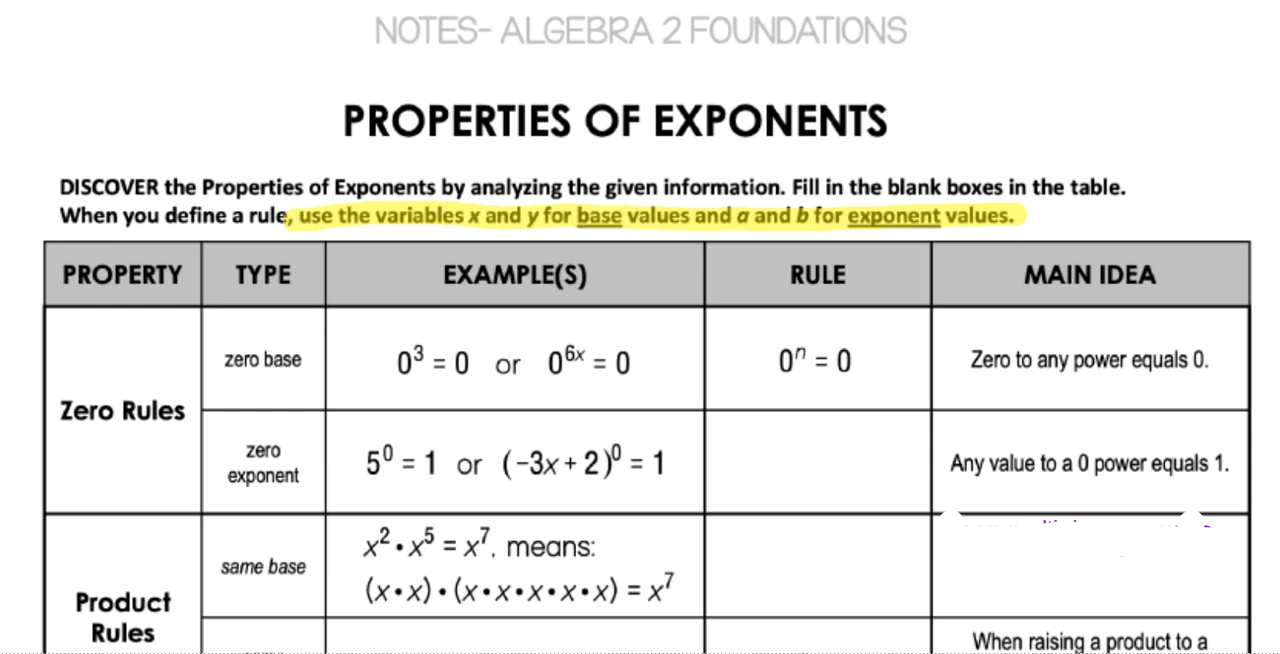 NOTES- ALGEBRA 2 FOUNDATIONS
PROPERTIES OF EXPONENTS
DISCOVER the Properties of Exponents by analyzing the given information. Fill in the blank boxes in the table.
When you define a rule, use the variables x and y for base values and a and b for exponent values.
PROPERTY TYPE EXAMPLE(S) RULE MAIN IDEA
Zero Rules
zero base
0³ = 0 or 0⁶ˣ = 0
0ⁿ = 0
Zero to any power equals 0.
zero
exponent
5⁰ = 1 or (-3x + 2)⁰ = 1
Any value to a 0 power equals 1.
Product
Rules
same base
x² • x⁵ = x⁷, means:
(x•x) • (x•x•x•x•x) = x⁷
When raising a product to a